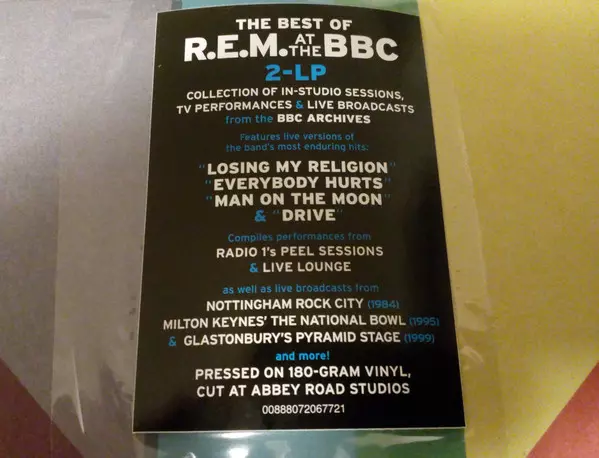 THE BEST OF
R.E.M. AT THE BBC
2-LP
COLLECTION OF IN-STUDIO SESSIONS,
TV PERFORMANCES & LIVE BROADCASTS
from the BBC ARCHIVES
Features live versions of
the band's most enduring hits:
"LOSING MY RELIGION"
"EVERYBODY HURTS"
"MAN ON THE MOON"
& "DRIVE"
Compiles performances from
RADIO 1's PEEL SESSIONS
& LIVE LOUNGE
as well as live broadcasts from
NOTTINGHAM ROCK CITY (1984)
MILTON KEYNES' THE NATIONAL BOWL (1995)
& GLASTONBURY'S PYRAMID STAGE (1999)
and more!
PRESSED ON 180-GRAM VINYL,
CUT AT ABBEY ROAD STUDIOS
00888072067721